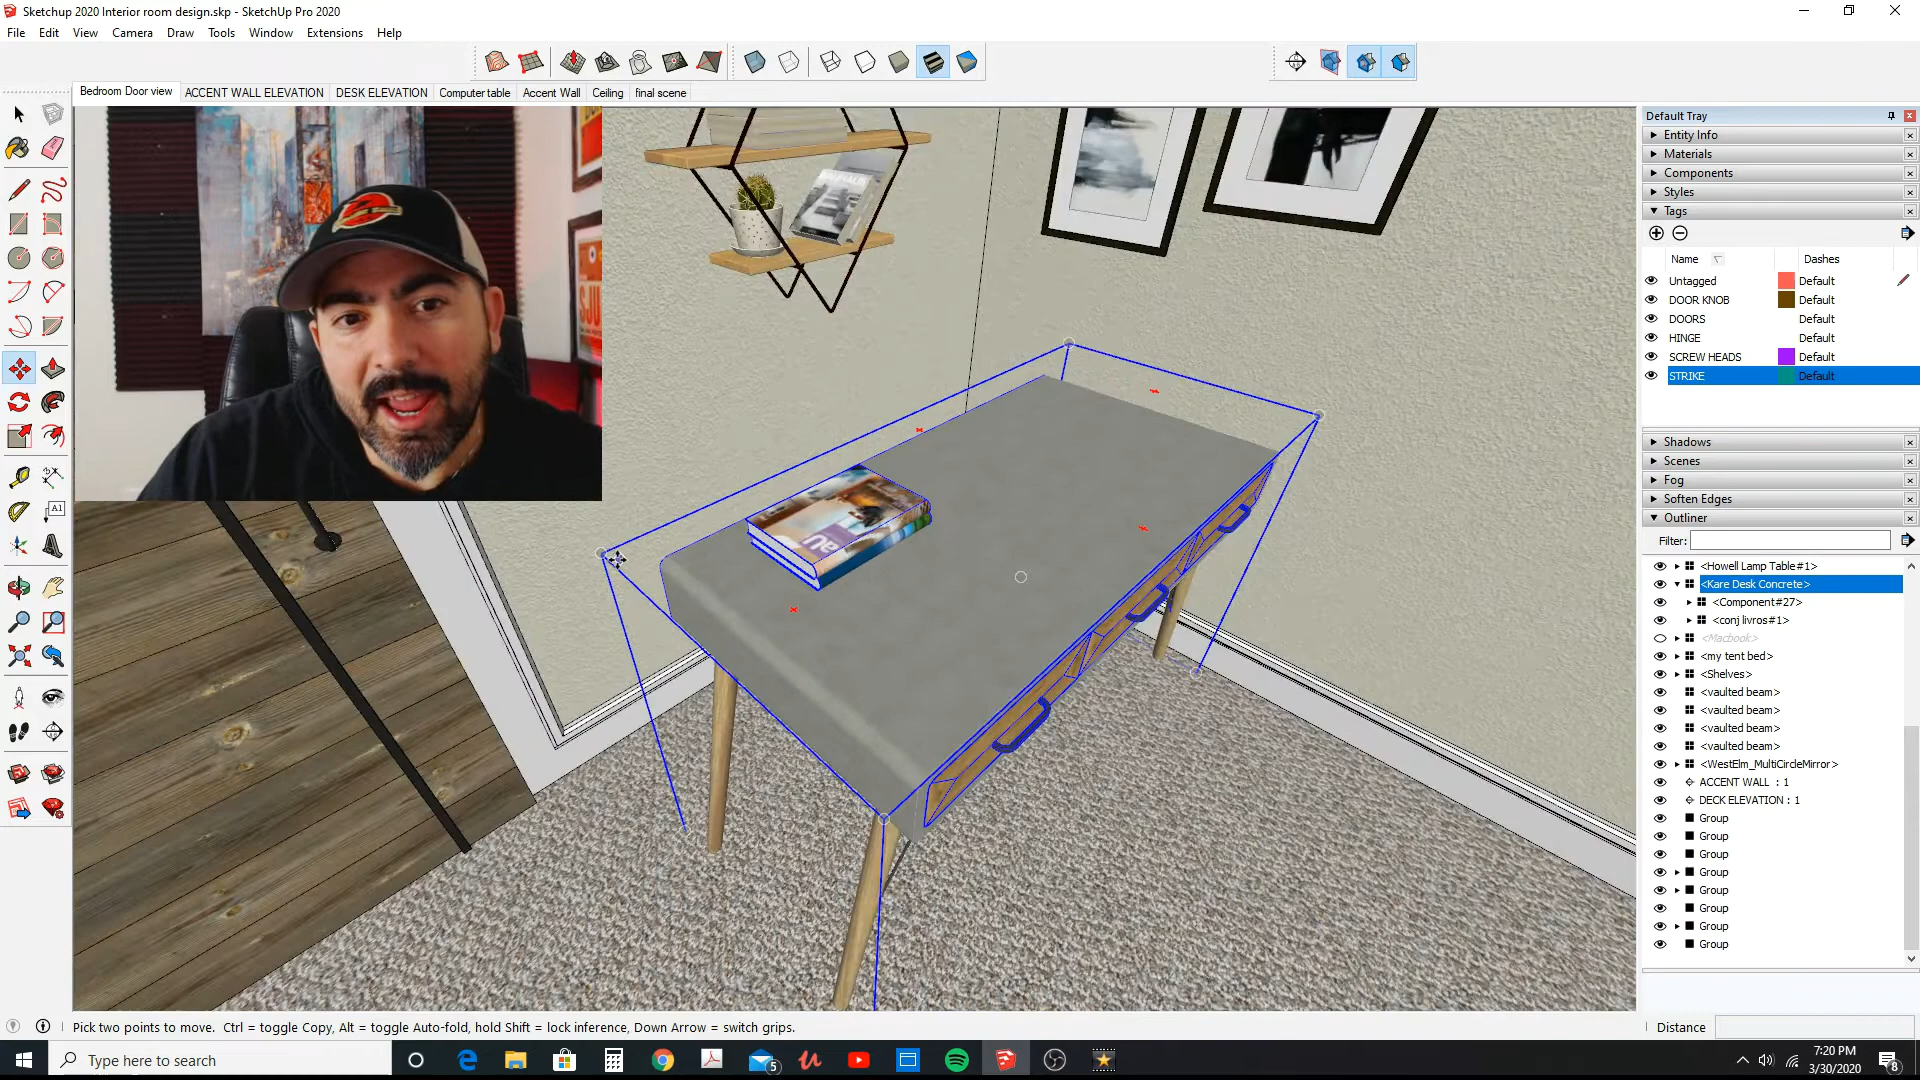 Sketchup 2020 Interior room design.skp - SketchUp Pro 2020
File Edit View Camera Draw Tools Window Extensions Help
Bedroom Door view ACCENT WALL ELEVATION DESK ELEVATION Computer table Accent Wall Ceiling final scene
Default Tray
Entity Info
Materials
Components
Styles
Tags
Name Dashes
Untagged Default
DOOR KNOB Default
DOORS Default
HINGE Default
SCREW HEADS Default
STRIKE Default
Shadows
Scenes
Fog
Soften Edges
Outliner
Filter:
<Howell Lamp Table#1>
<Kare Desk Concrete>
<Component#27>
<conj livros#1>
<Macbook>
<my tent bed>
<Shelves>
<vaulted beam>
<vaulted beam>
<vaulted beam>
<vaulted beam>
<WestElm_MultiCircleMirror>
ACCENT WALL : 1
DECK ELEVATION : 1
Group
Group
Group
Group
Group
Group
Group
Group
A1
SJU
Pick two points to move. Ctrl = toggle Copy, Alt = toggle Auto-fold, hold Shift = lock inference, Down Arrow = switch grips.
Distance
Type here to search
5
7:20 PM
3/30/2020
8